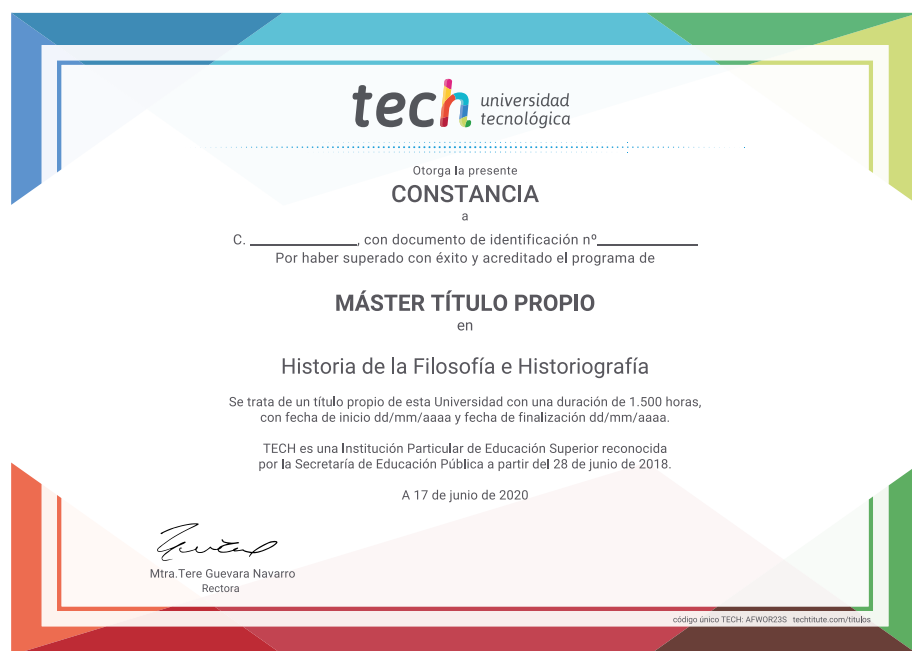 tech universidad
tecnológica
Otorga la presente
CONSTANCIA
a
C. ____________, con documento de identificación nº____________
Por haber superado con éxito y acreditado el programa de
MÁSTER TÍTULO PROPIO
en
Historia de la Filosofía e Historiografía
Se trata de un título propio de esta Universidad con una duración de 1.500 horas,
con fecha de inicio dd/mm/aaaa y fecha de finalización dd/mm/aaaa.
TECH es una Institución Particular de Educación Superior reconocida
por la Secretaría de Educación Pública a partir del 28 de junio de 2018.
A 17 de junio de 2020
Mtra.Tere Guevara Navarro
Rectora
código único TECH: AFWOR23S techtitute.com/titulos